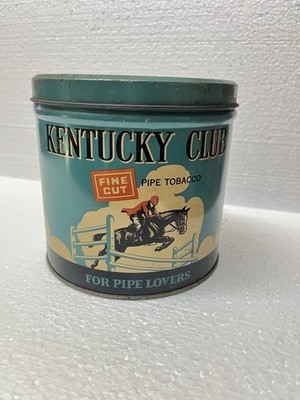 KENTUCKY CLUB
FINE
CUT
PIPE TOBACCO
FOR PIPE LOVERS